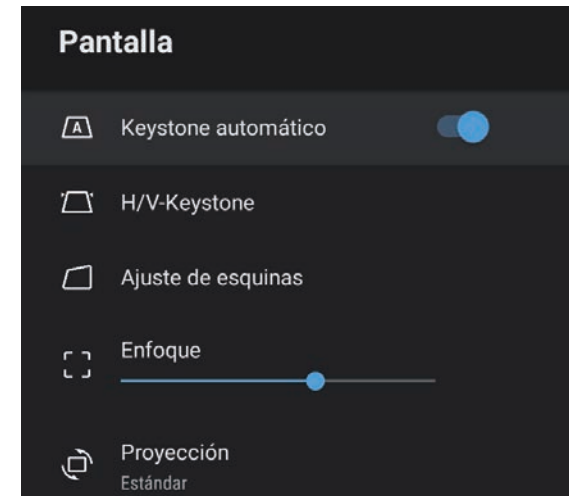 Pantalla
A
Keystone automático
H/V-Keystone
Ajuste de esquinas
Enfoque
Proyección
Estándar